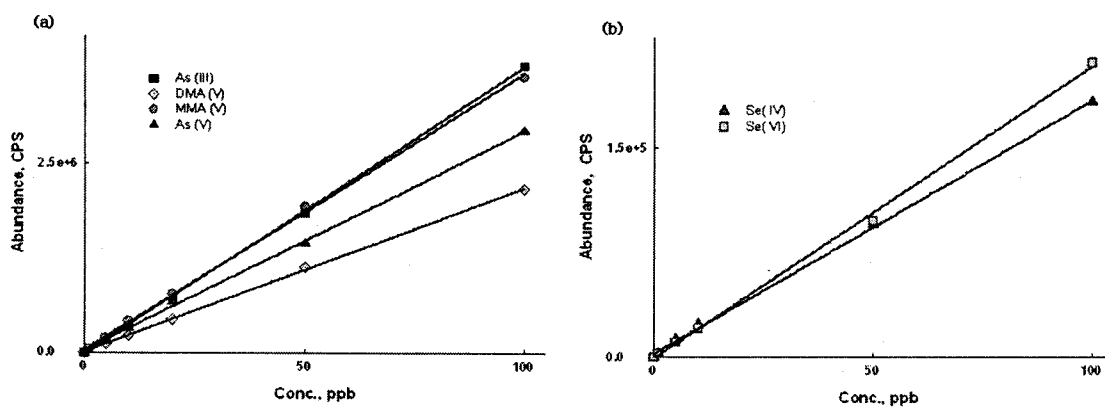 (a)
As (III)
DMA (V)
MMA (V)
As (V)
Abundance, CPS
2.5e+6
0.0
0
50
100
Conc., ppb
(b)
Se(IV)
Se(VI)
Abundance, CPS
1.5e+5
0.0
0
50
100
Conc., ppb